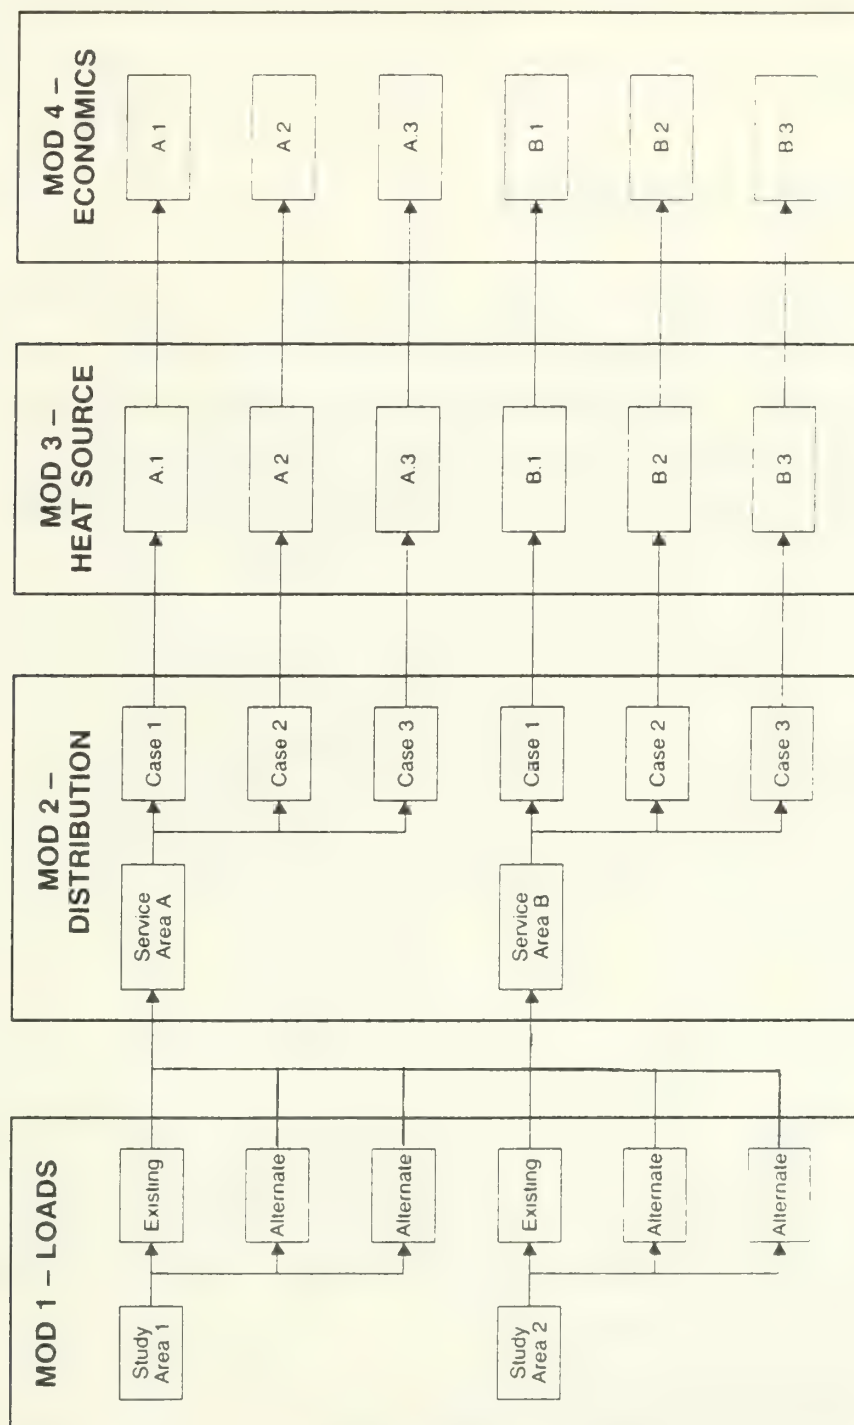 MOD 1 – LOADS
Study
Area 1
Existing
Alternate
Alternate
Study
Area 2
Existing
Alternate
Alternate
MOD 2 –
DISTRIBUTION
Service
Area A
Case 1
Case 2
Case 3
Service
Area B
Case 1
Case 2
Case 3
MOD 3 –
HEAT SOURCE
A.1
A 2
A.3
B.1
B 2
B 3
MOD 4 –
ECONOMICS
A 1
A 2
A.3
B 1
B 2
B 3